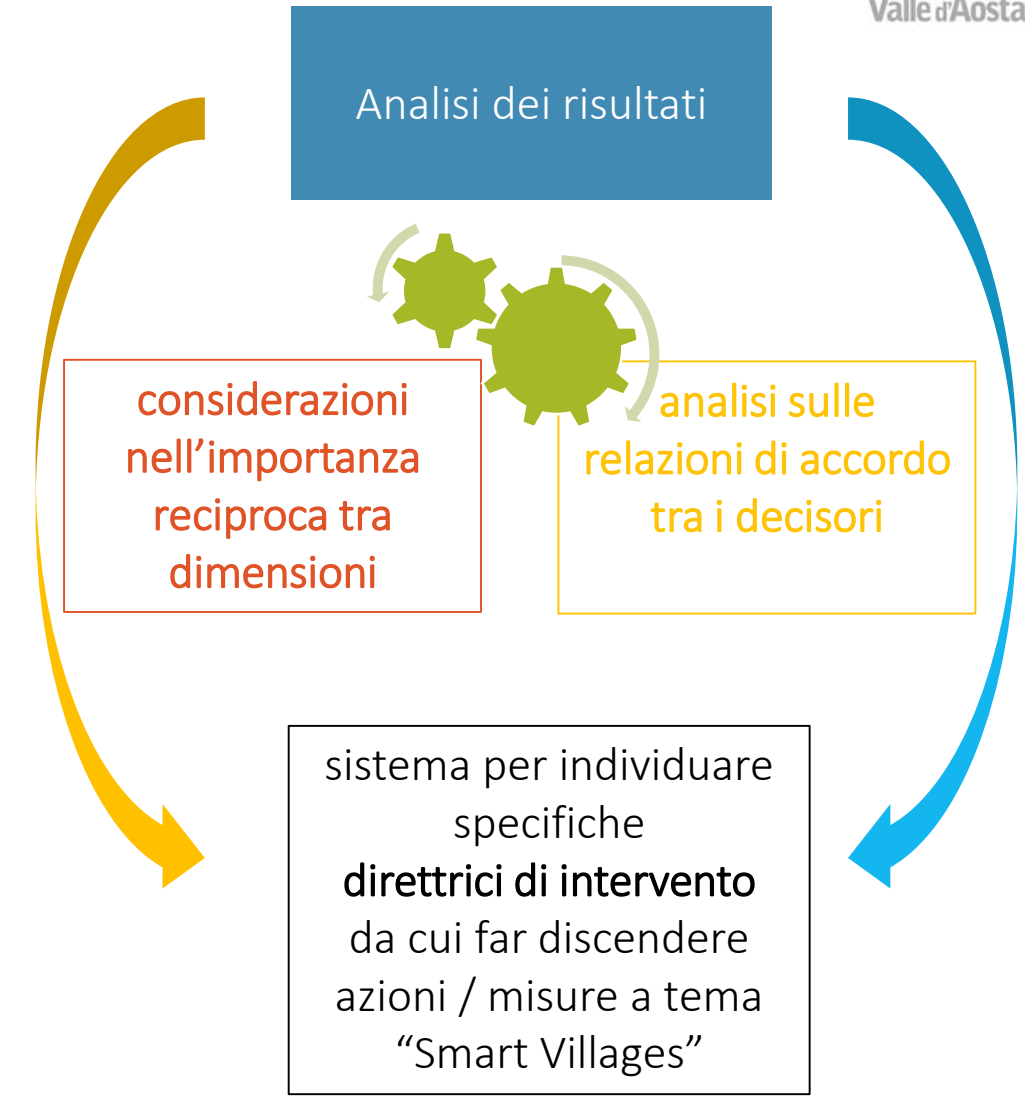 Valle d'Aosta
Analisi dei risultati
considerazioni
nell’importanza
reciproca tra
dimensioni
analisi sulle
relazioni di accordo
tra i decisori
sistema per individuare
specifiche
direttrici di intervento
da cui far discendere
azioni / misure a tema
“Smart Villages”